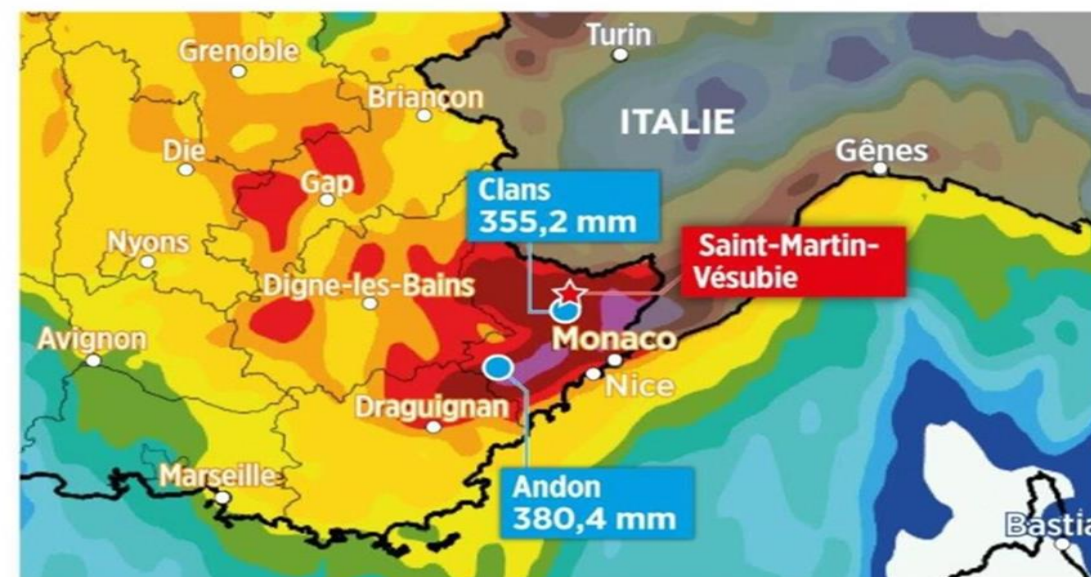 Turin
Grenoble
Briançon
ITALIE
Gênes
Die
Clans
355,2 mm
Gap
Saint-Martin-
Vésubie
Nyons
Digne-les-Bains
Avignon
Monaco
Nice
Draguignan
Marseille
Andon
380,4 mm
Bastia